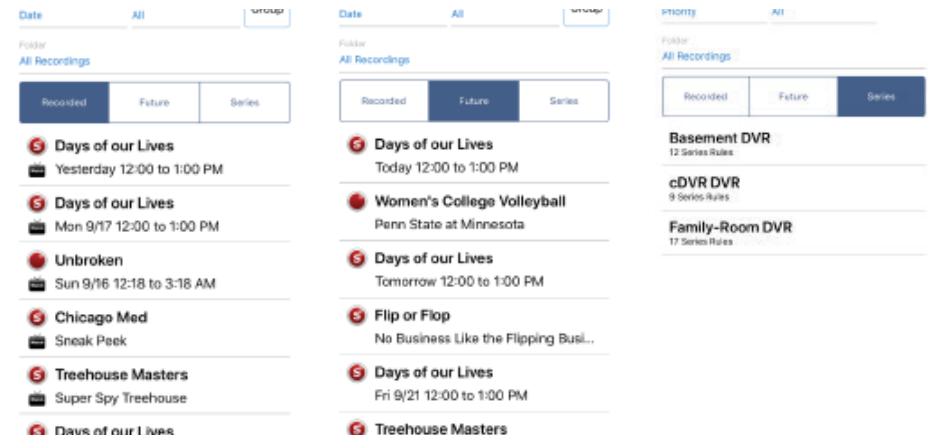 Date
All
Group
Folder
All Recordings
Recorded
Future
Series
Days of our Lives
Yesterday 12:00 to 1:00 PM
Days of our Lives
Mon 9/17 12:00 to 1:00 PM
Unbroken
Sun 9/16 12:18 to 3:18 AM
Chicago Med
Sneak Peek
Treehouse Masters
Super Spy Treehouse
Days of our Lives
Date
All
Group
Folder
All Recordings
Recorded
Future
Series
Days of our Lives
Today 12:00 to 1:00 PM
Women's College Volleyball
Penn State at Minnesota
Days of our Lives
Tomorrow 12:00 to 1:00 PM
Flip or Flop
No Business Like the Flipping Busi...
Days of our Lives
Fri 9/21 12:00 to 1:00 PM
Treehouse Masters
Priority
All
Folder
All Recordings
Recorded
Future
Series
Basement DVR
12 Series Rules
cDVR DVR
9 Series Rules
Family-Room DVR
17 Series Rules